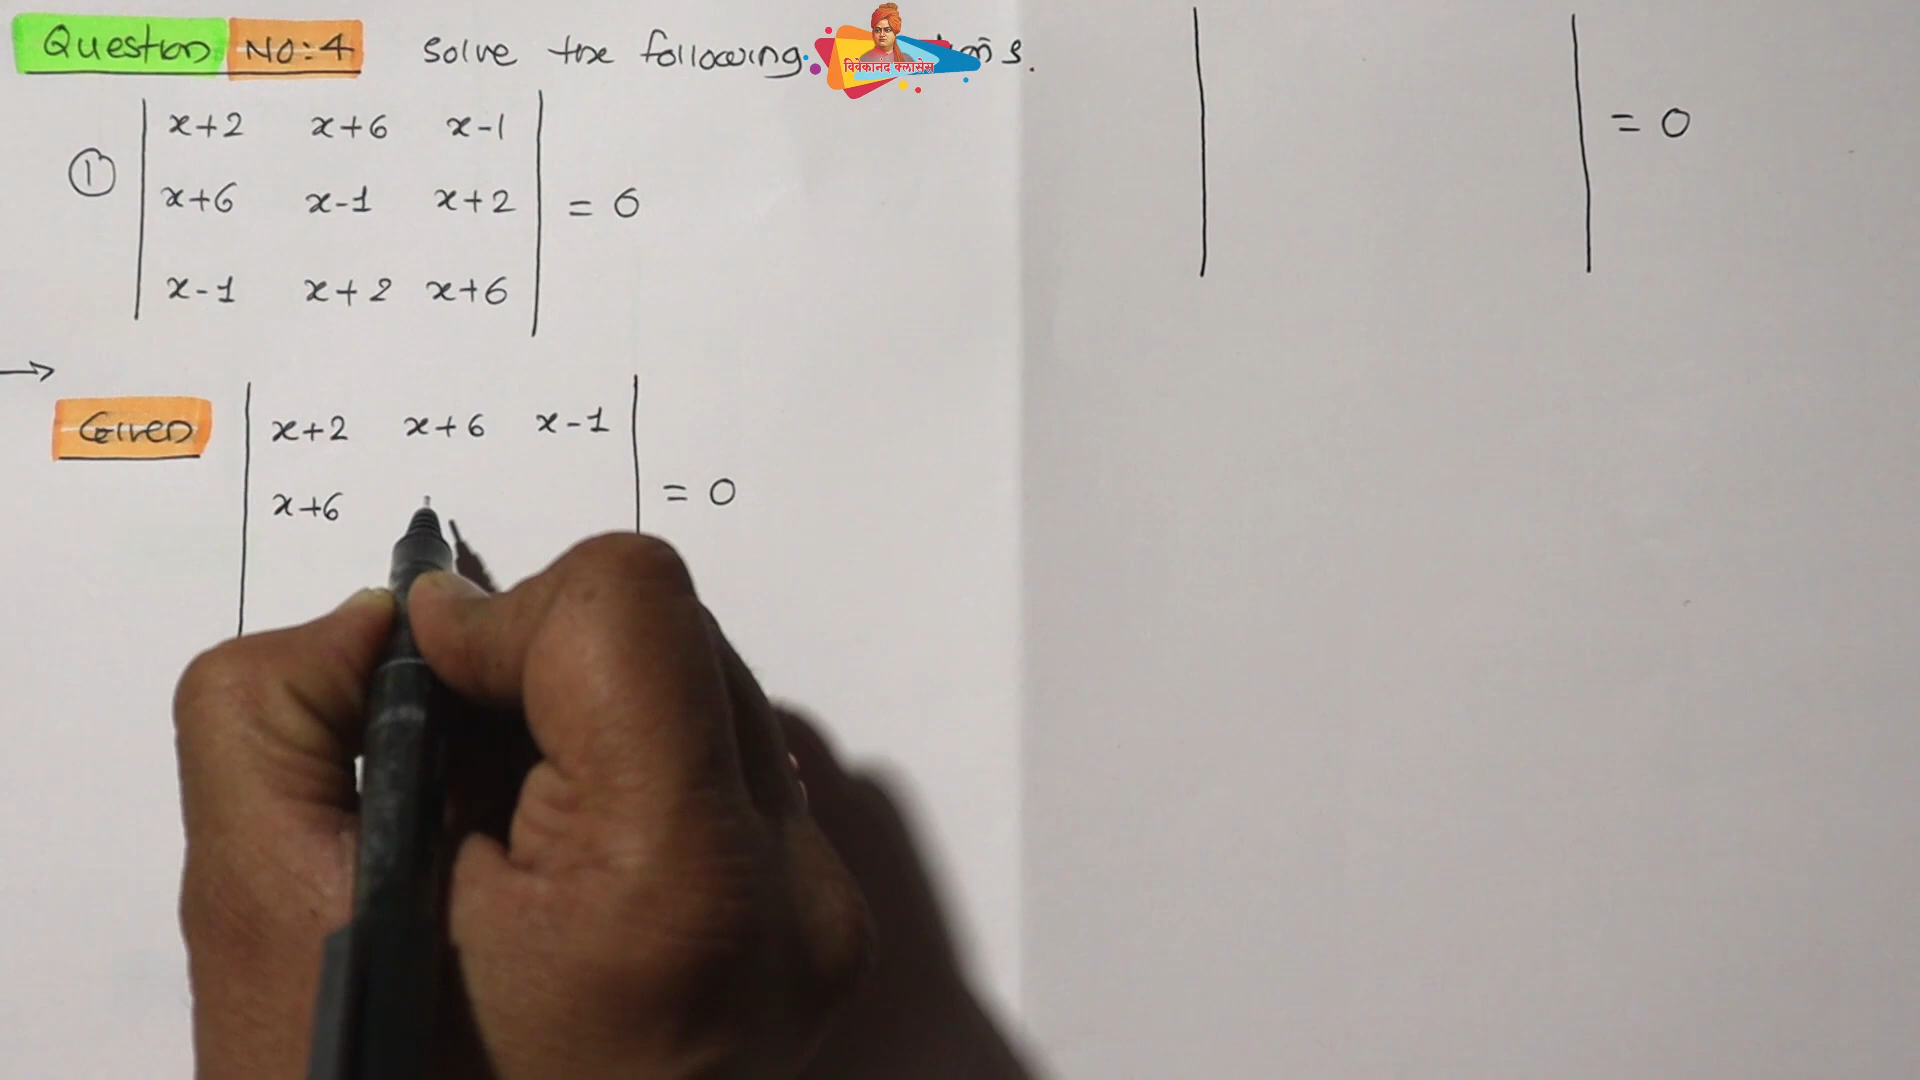 Question NO:4 Solve the following
विवेकानंद क्लासेस
① | x+2 x+6 x-1 |
| x+6 x-1 x+2 | = 0
| x-1 x+2 x+6 |
→
Given | x+2 x+6 x-1 |
| x+6 | = 0
| | = 0